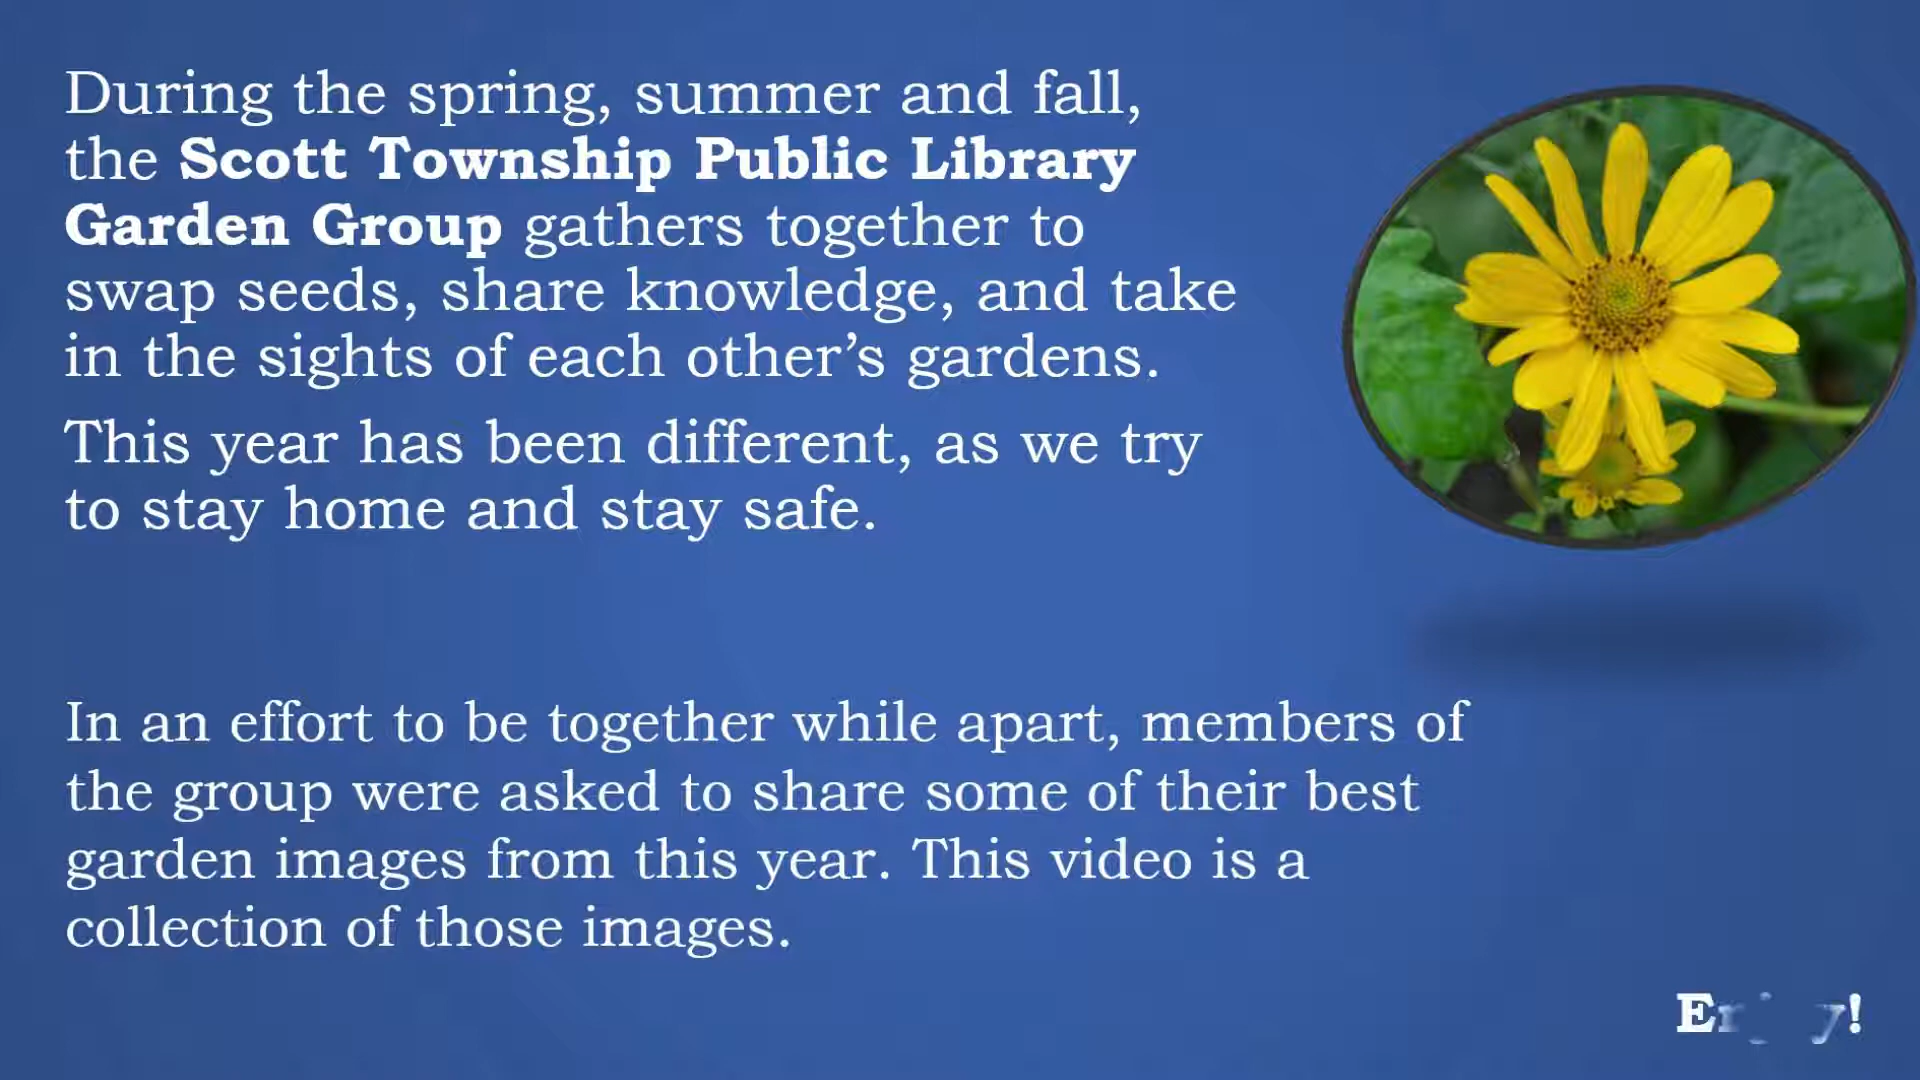 During the spring, summer and fall,
the Scott Township Public Library
Garden Group gathers together to
swap seeds, share knowledge, and take
in the sights of each other’s gardens.
This year has been different, as we try
to stay home and stay safe.
In an effort to be together while apart, members of
the group were asked to share some of their best
garden images from this year. This video is a
collection of those images.